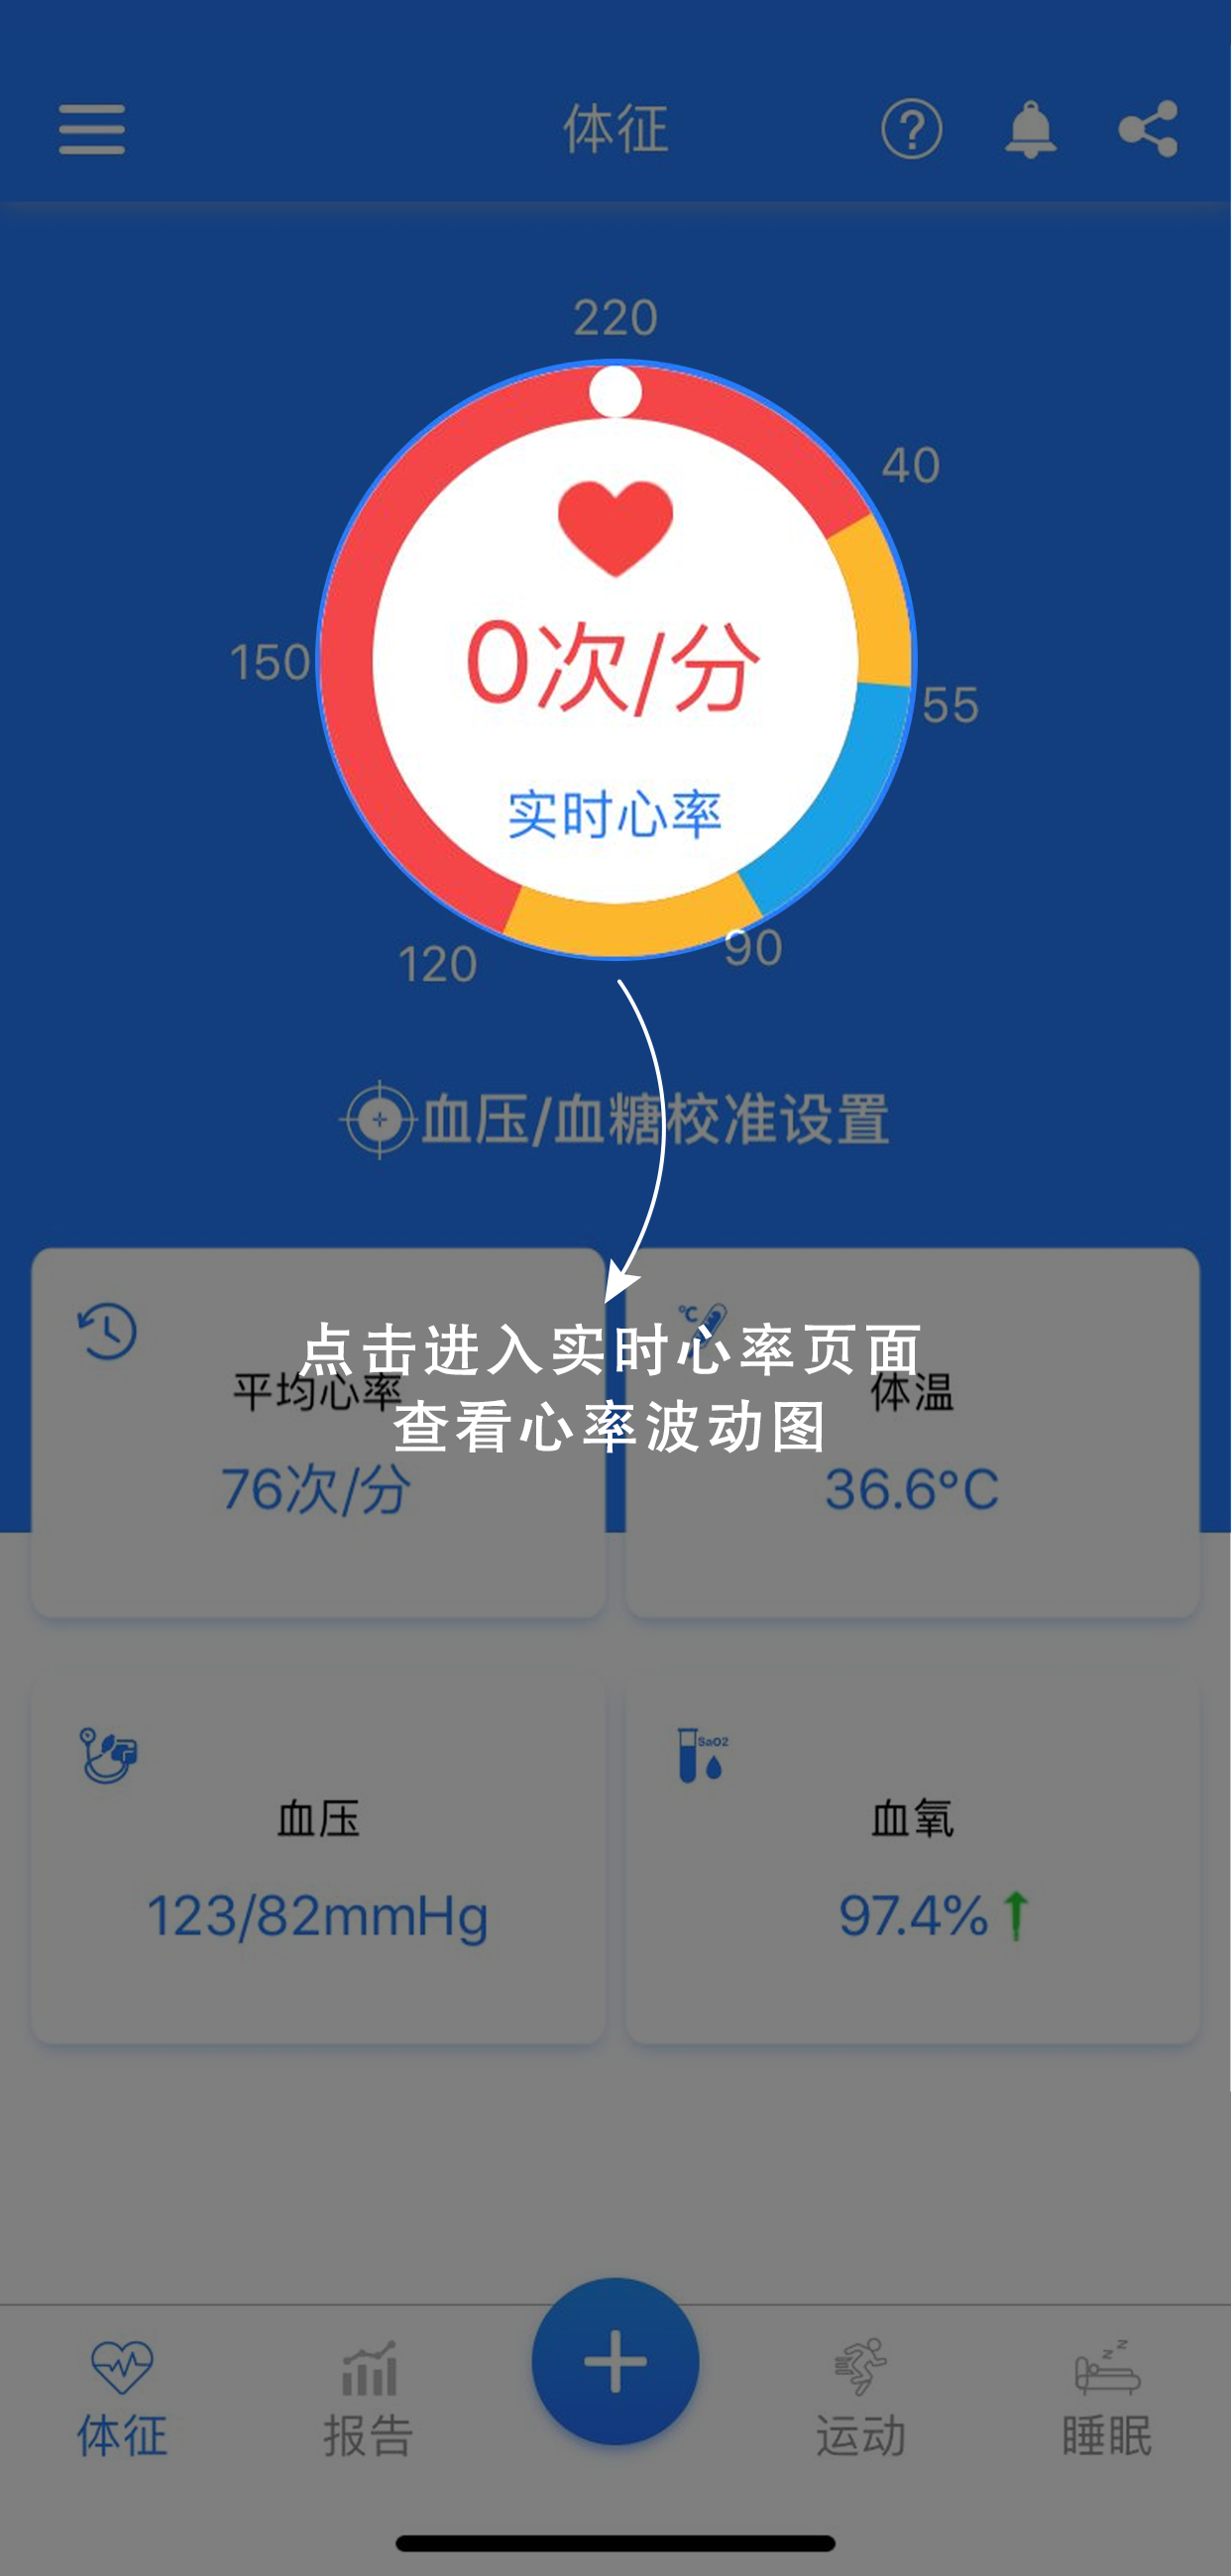 体征
220
40
150
0次/分
55
实时心率
120
90
血压/血糖校准设置
点击进入实时心率页面
查看心率波动图
°C
平均心率
体温
76次/分
36.6°C
SaO2
血压
血氧
123/82mmHg
97.4%
z z
体征
报告
运动
睡眠